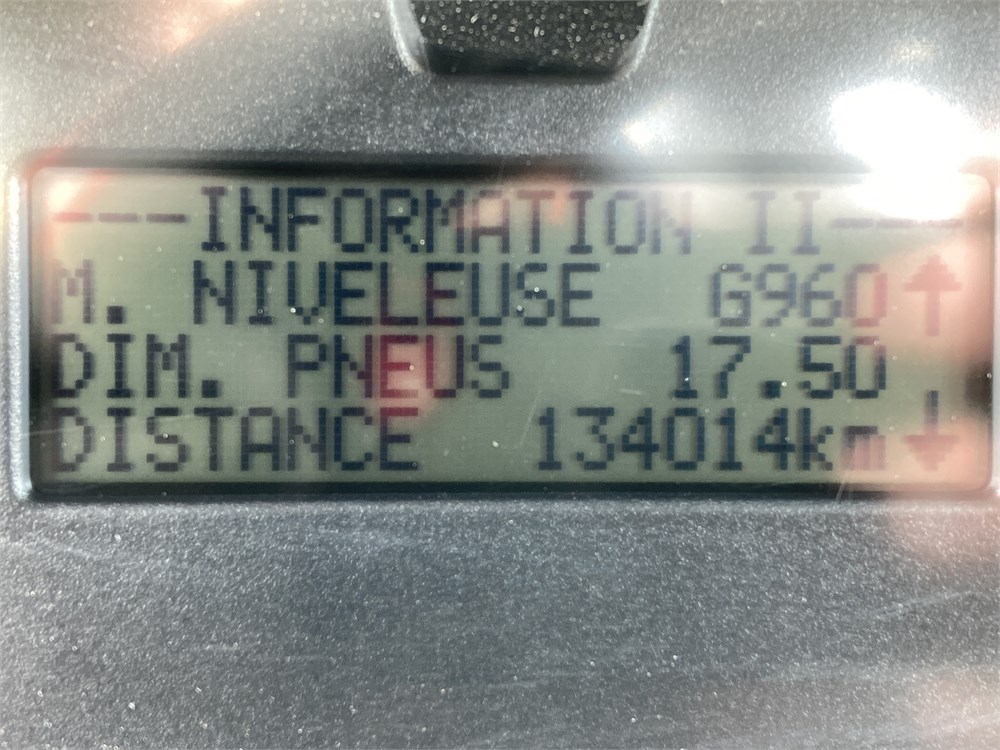 ---INFORMATION II---
M. NIVELEUSE G960↑
DIM. PNEUS 17.50
DISTANCE 134014km↓